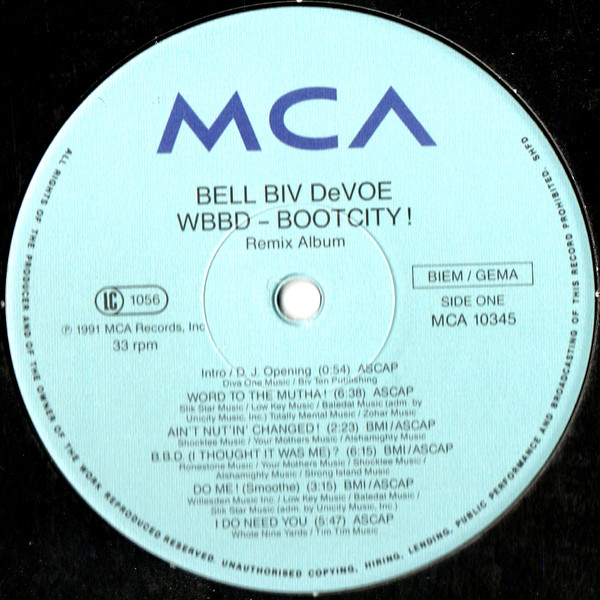 MCA
BELL BIV DeVOE
WBBD – BOOTCITY!
Remix Album
BIEM / GEMA
LC 1056
SIDE ONE
MCA 10345
℗ 1991 MCA Records, Inc
33 rpm
Intro / D. J. Opening (0:54) ASCAP
Diva One Music / Biv Ten Publishing
WORD TO THE MUTHA! (6:38) ASCAP
Slik Star Music / Low Key Music / Baledat Music (adm. by
Unicity Music, Inc.) Totally Mental Music / Zohar Music
AIN'T NUT'IN' CHANGED! (2:23) BMI/ASCAP
Shocklee Music / Your Mothers Music / Alshamighty Music
B.B.D. (I THOUGHT IT WAS ME)? (6:15) BMI/ASCAP
Ronestone Music / Your Mothers Music / Shocklee Music /
Alshamighty Music / Strong Island Music
DO ME! (Smoothe) (3:15) BMI/ASCAP
Willesden Music Inc. / Low Key Music / Baledat Music /
Slik Star Music (adm. by Unicity Music, Inc.)
I DO NEED YOU (5:47) ASCAP
Whole Nine Yards / Tim Tim Music
ALL RIGHTS OF THE PRODUCER AND OF THE OWNER OF THE WORK REPRODUCED RESERVED. UNAUTHORISED COPYING, HIRING, LENDING, PUBLIC PERFORMANCE AND BROADCASTING OF THIS RECORD PROHIBITED. SHFD